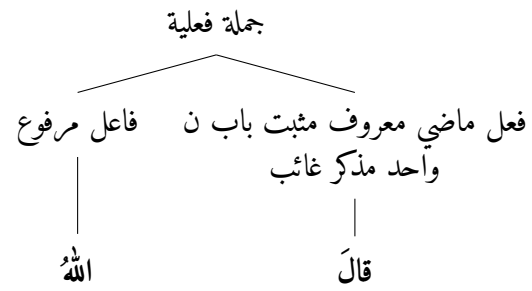 جملة فعلية
فعل ماضي معروف مثبت باب ن
واحد مذكر غائب
فاعل مرفوع
قالَ
اللهُ